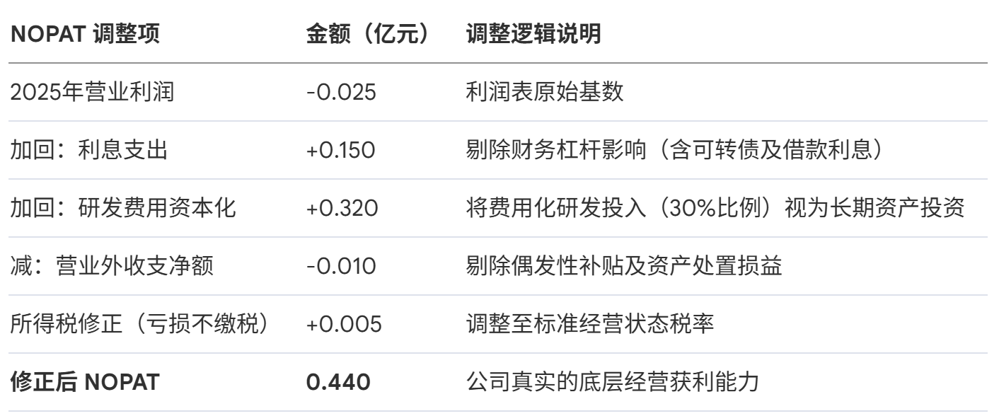 NOPAT 调整项 金额（亿元） 调整逻辑说明
2025年营业利润 -0.025 利润表原始基数
加回：利息支出 +0.150 剔除财务杠杆影响（含可转债及借款利息）
加回：研发费用资本化 +0.320 将费用化研发投入（30%比例）视为长期资产投资
减：营业外收支净额 -0.010 剔除偶发性补贴及资产处置损益
所得税修正（亏损不缴税） +0.005 调整至标准经营状态税率
修正后 NOPAT 0.440 公司真实的底层经营获利能力